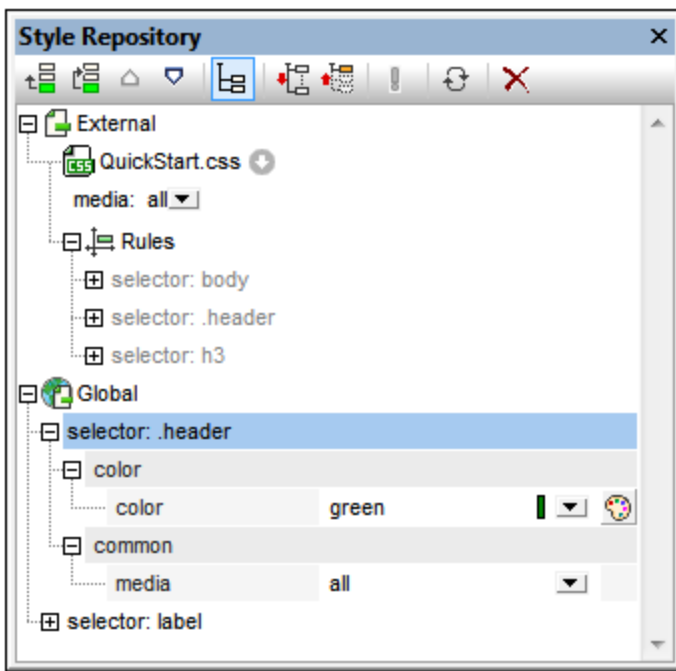 Style Repository
External
CSS QuickStart.css
media: all
Rules
selector: body
selector: .header
selector: h3
Global
selector: .header
color
color green
common
media all
selector: label